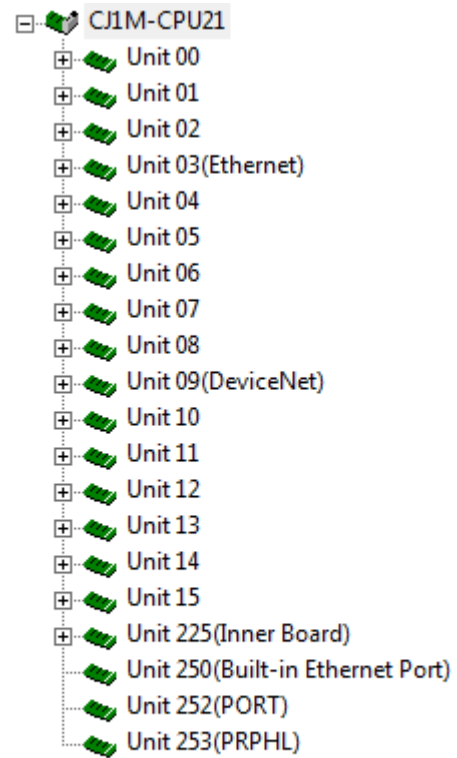 CJ1M-CPU21
Unit 00
Unit 01
Unit 02
Unit 03(Ethernet)
Unit 04
Unit 05
Unit 06
Unit 07
Unit 08
Unit 09(DeviceNet)
Unit 10
Unit 11
Unit 12
Unit 13
Unit 14
Unit 15
Unit 225(Inner Board)
Unit 250(Built-in Ethernet Port)
Unit 252(PORT)
Unit 253(PRPHL)